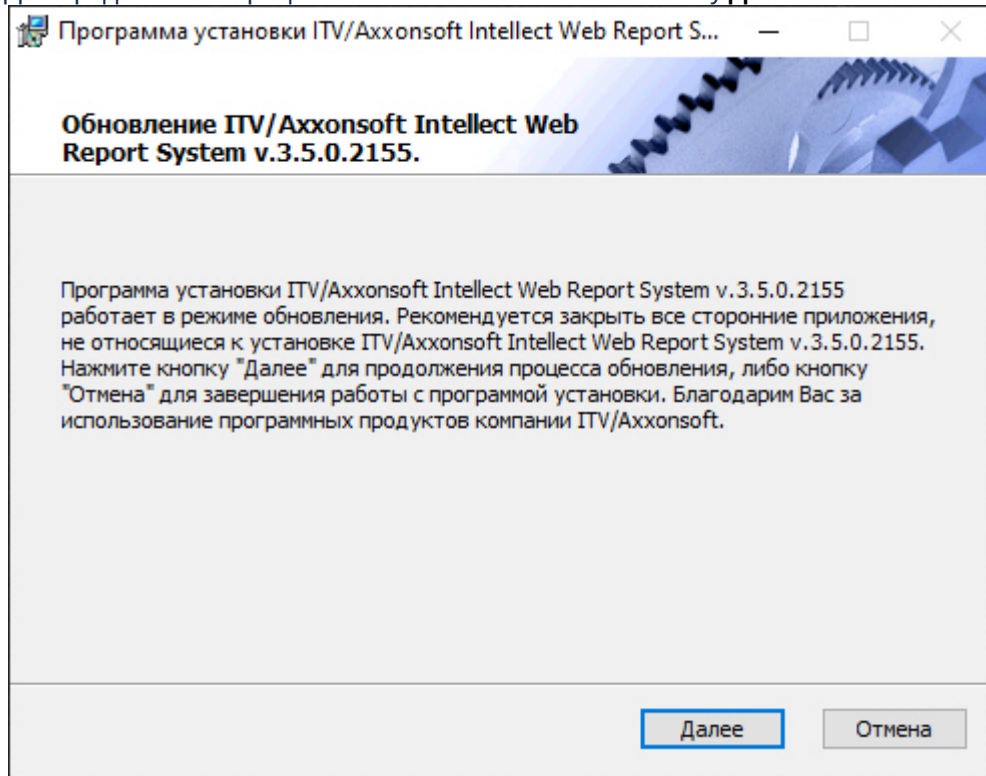 Программа установки ITV/Axxonsoft Intellect Web Report S...
Обновление ITV/Axxonsoft Intellect Web
Report System v.3.5.0.2155.
Программа установки ITV/Axxonsoft Intellect Web Report System v.3.5.0.2155
работает в режиме обновления. Рекомендуется закрыть все сторонние приложения,
не относящиеся к установке ITV/Axxonsoft Intellect Web Report System v.3.5.0.2155.
Нажмите кнопку "Далее" для продолжения процесса обновления, либо кнопку
"Отмена" для завершения работы с программой установки. Благодарим Вас за
использование программных продуктов компании ITV/Axxonsoft.
Далее
Отмена